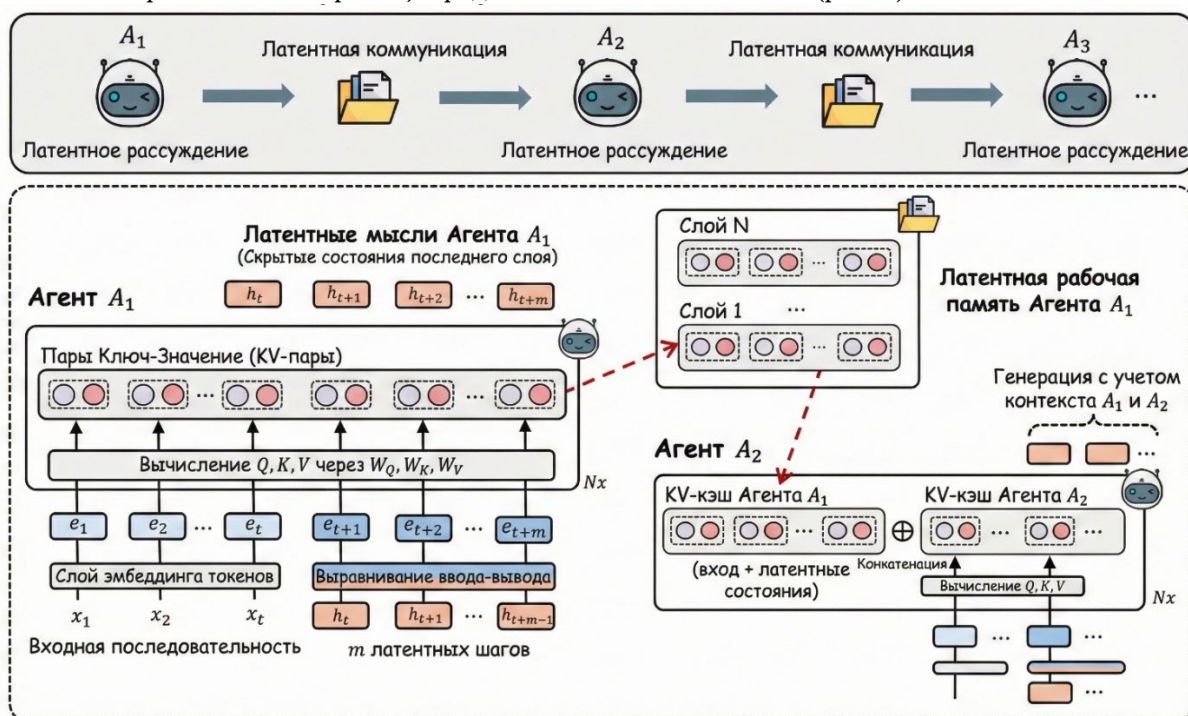 A₁
Латентная коммуникация
A₂
Латентная коммуникация
A₃
...
Латентное рассуждение
Латентное рассуждение
Латентное рассуждение
Латентные мысли Агента A₁
(Скрытые состояния последнего слоя)
hₜ hₜ₊₁ hₜ₊₂ ... hₜ₊ₘ
Агент A₁
Пары Ключ-Значение (KV-пары)
... ...
Вычисление Q, K, V через W_Q, W_K, W_V
Nx
e₁ e₂ ... eₜ eₜ₊₁ eₜ₊₂ ... eₜ₊ₘ
Слой эмбеддинга токенов
Выравнивание ввода-вывода
x₁ x₂ xₜ hₜ hₜ₊₁ ... hₜ₊ₘ₋₁
Входная последовательность
m латентных шагов
Слой N
...
...
Слой 1
...
Латентная рабочая
память Агента A₁
Генерация с учетом
контекста A₁ и A₂
...
Агент A₂
KV-кэш Агента A₁
KV-кэш Агента A₂
... ⊕ ... ...
(вход + латентные
состояния)
Конкатенация
Вычисление Q, K, V
Nx
... ...
...